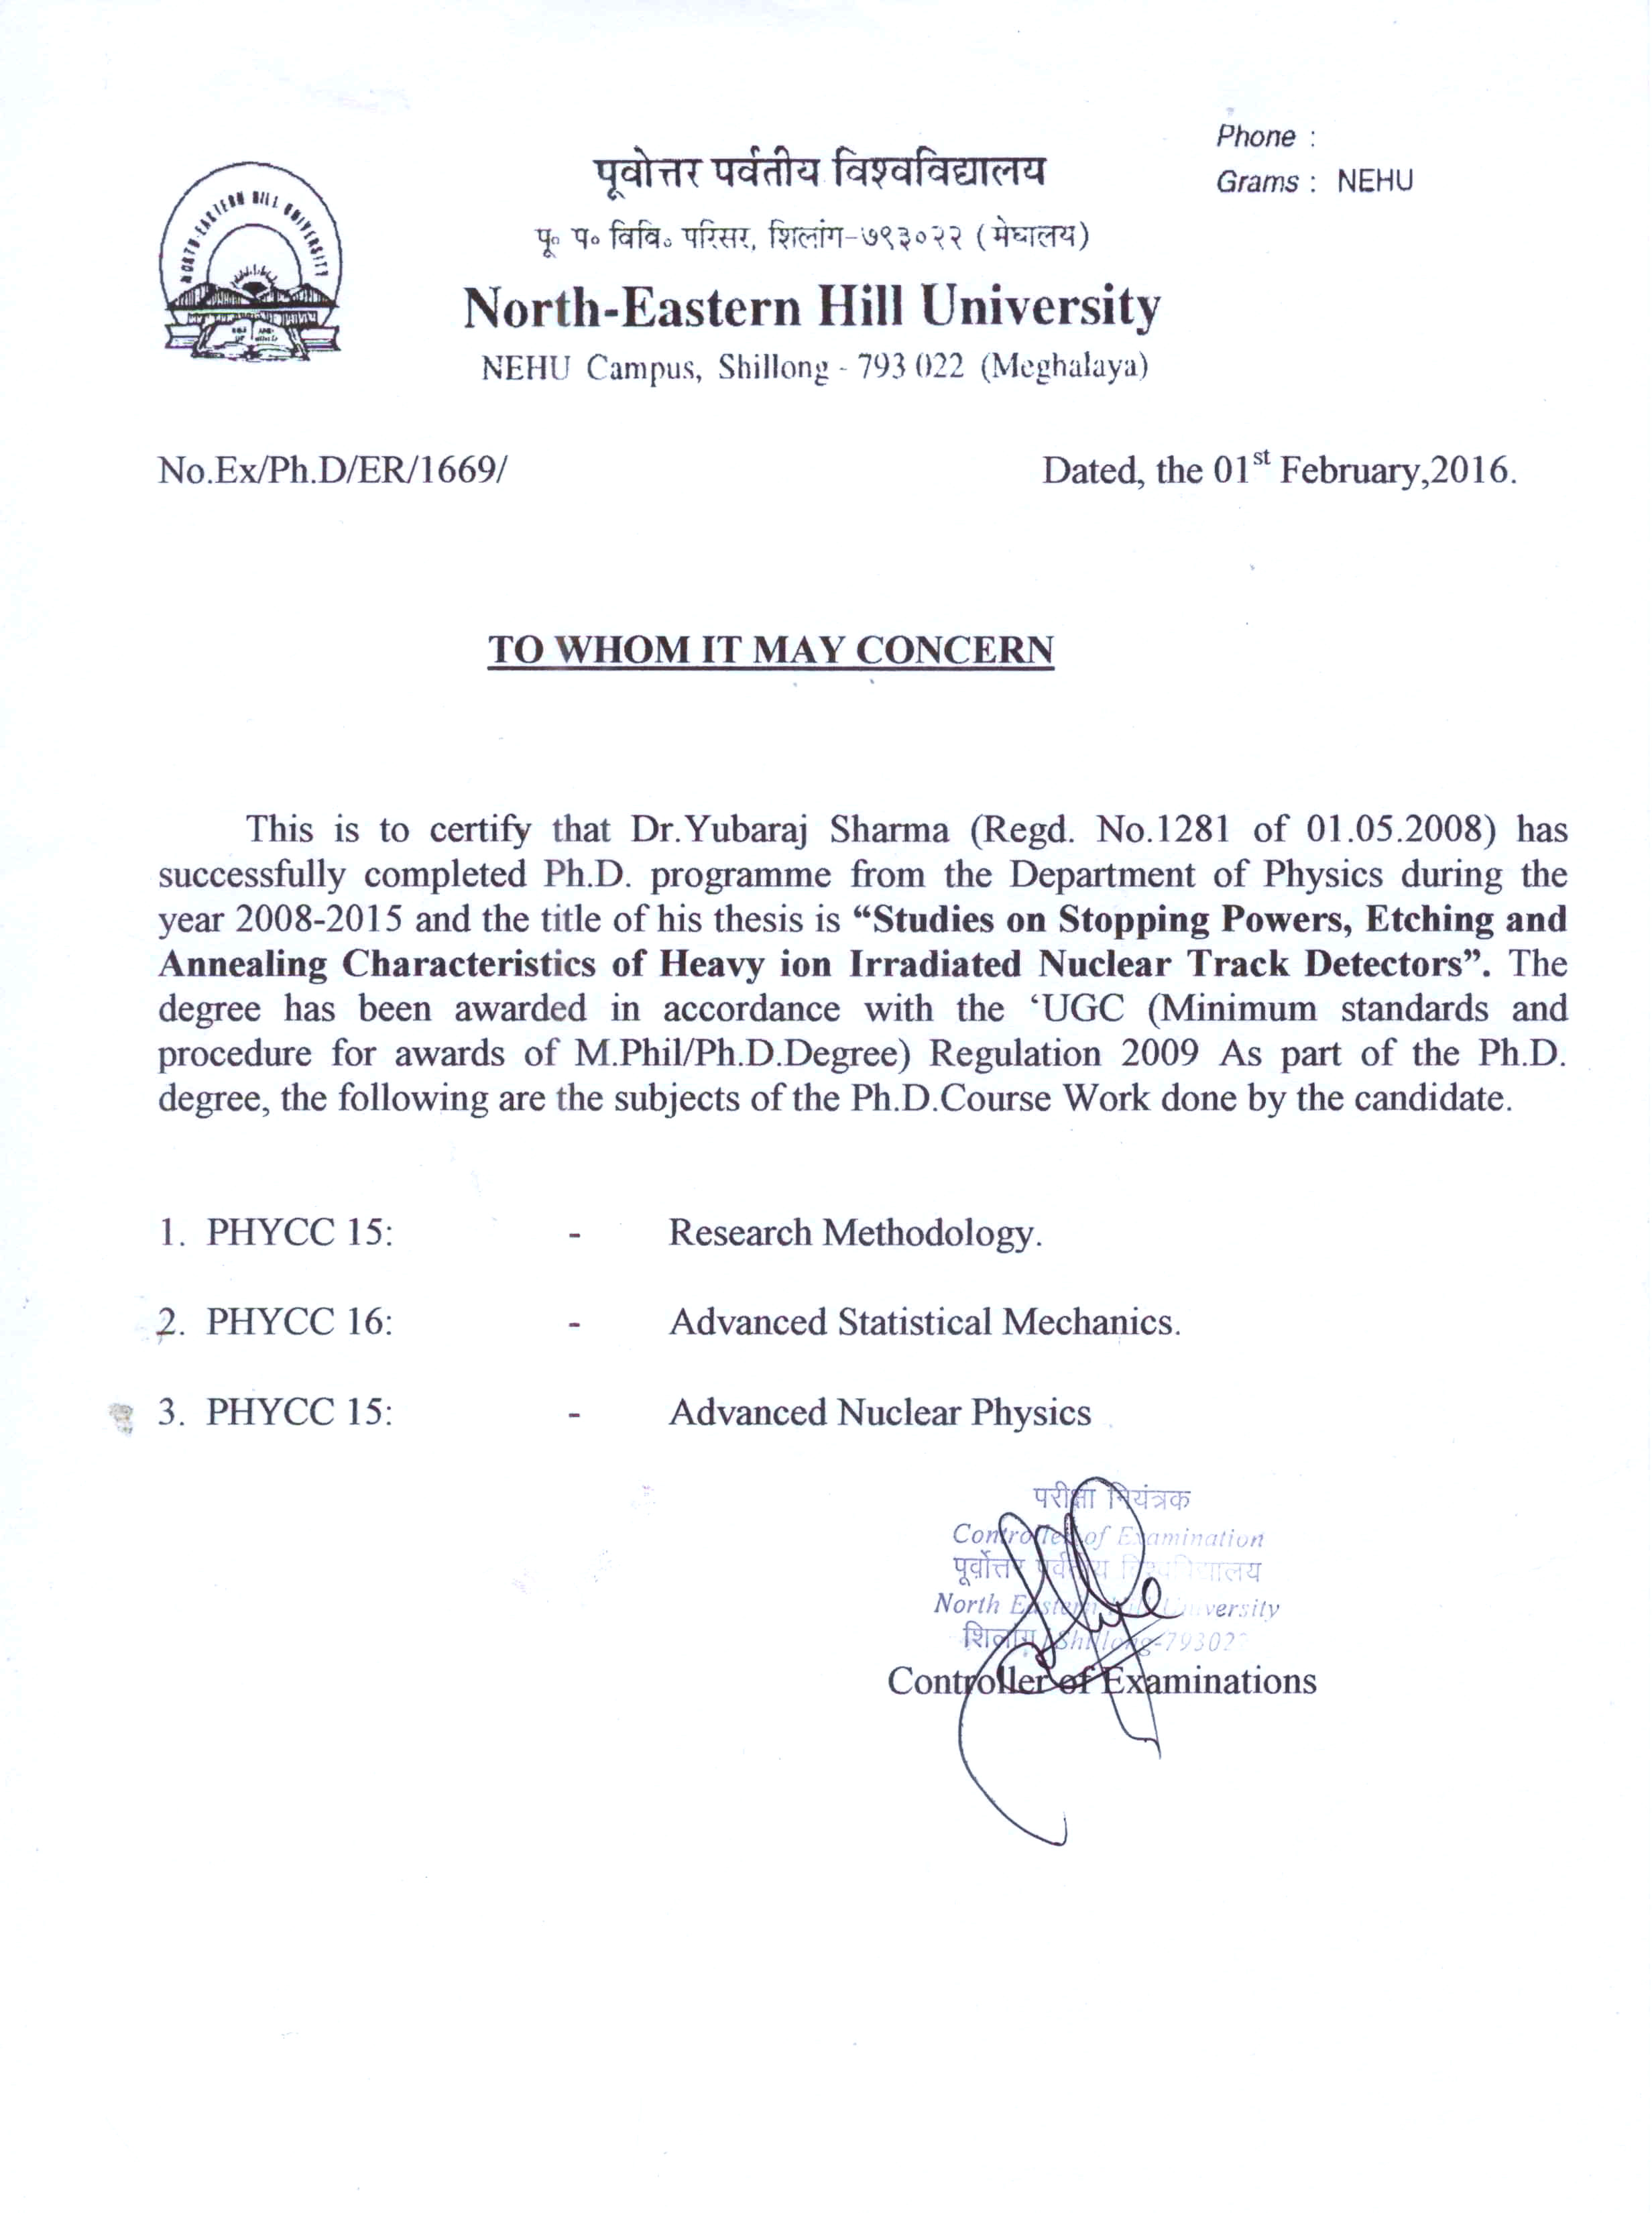 Phone :
Grams : NEHU
NORTH-EASTERN HILL UNIVERSITY
पूवोत्तर पर्वतीय विश्वविद्यालय
पू॰ प॰ विवि॰ परिसर, शिलांग-७९३०२२ (मेघालय)
North-Eastern Hill University
NEHU Campus, Shillong - 793 022 (Meghalaya)
No.Ex/Ph.D/ER/1669/
Dated, the 01st February,2016.
TO WHOM IT MAY CONCERN
This is to certify that Dr.Yubaraj Sharma (Regd. No.1281 of 01.05.2008) has
successfully completed Ph.D. programme from the Department of Physics during the
year 2008-2015 and the title of his thesis is “Studies on Stopping Powers, Etching and
Annealing Characteristics of Heavy ion Irradiated Nuclear Track Detectors”. The
degree has been awarded in accordance with the ‘UGC (Minimum standards and
procedure for awards of M.Phil/Ph.D.Degree) Regulation 2009 As part of the Ph.D.
degree, the following are the subjects of the Ph.D.Course Work done by the candidate.
1. PHYCC 15: - Research Methodology.
2. PHYCC 16: - Advanced Statistical Mechanics.
3. PHYCC 15: - Advanced Nuclear Physics
परीक्षा नियंत्रक
Controller of Examination
पूर्वोत्तर पर्वतीय विश्वविद्यालय
North Eastern Hill University
शिलांग / Shillong-79302
Controller of Examinations